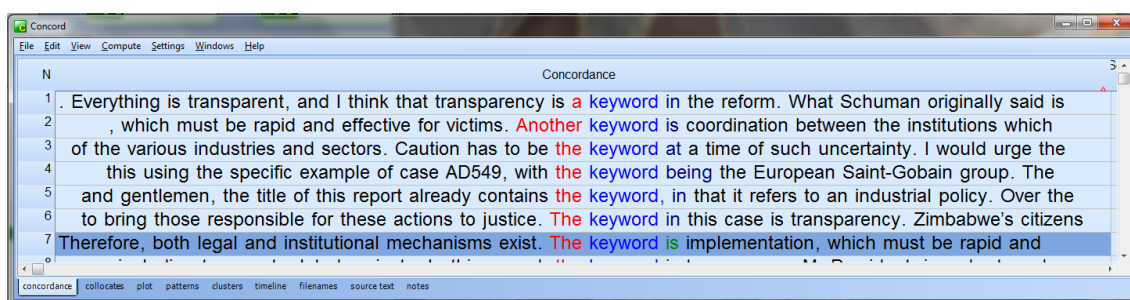 Concord
File Edit View Compute Settings Windows Help
N Concordance
1 . Everything is transparent, and I think that transparency is a keyword in the reform. What Schuman originally said is
2 , which must be rapid and effective for victims. Another keyword is coordination between the institutions which
3 of the various industries and sectors. Caution has to be the keyword at a time of such uncertainty. I would urge the
4 this using the specific example of case AD549, with the keyword being the European Saint-Gobain group. The
5 and gentlemen, the title of this report already contains the keyword, in that it refers to an industrial policy. Over the
6 to bring those responsible for these actions to justice. The keyword in this case is transparency. Zimbabwe's citizens
7 Therefore, both legal and institutional mechanisms exist. The keyword is implementation, which must be rapid and
concordance collocates plot patterns clusters timeline filenames source text notes